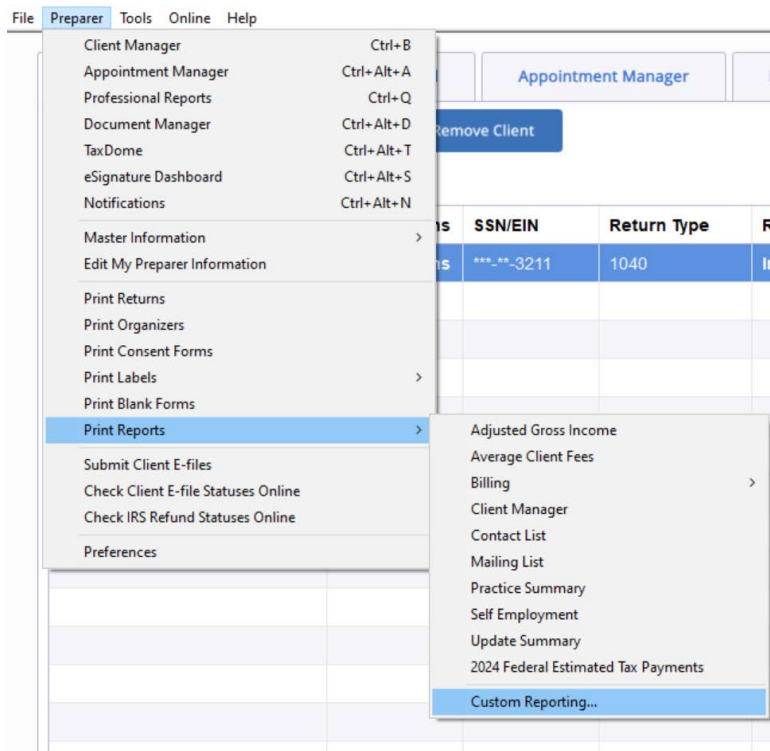 File Preparer Tools Online Help
Client Manager Ctrl+B
Appointment Manager Ctrl+Alt+A
Professional Reports Ctrl+Q
Document Manager Ctrl+Alt+D
TaxDome Ctrl+Alt+T
eSignature Dashboard Ctrl+Alt+S
Notifications Ctrl+Alt+N
Master Information >
Edit My Preparer Information
Print Returns
Print Organizers
Print Consent Forms
Print Labels >
Print Blank Forms
Print Reports >
Submit Client E-files
Check Client E-file Statuses Online
Check IRS Refund Statuses Online
Preferences
Appointment Manager
Remove Client
SSN/EIN Return Type
***-**-3211 1040
Adjusted Gross Income
Average Client Fees
Billing >
Client Manager
Contact List
Mailing List
Practice Summary
Self Employment
Update Summary
2024 Federal Estimated Tax Payments
Custom Reporting...